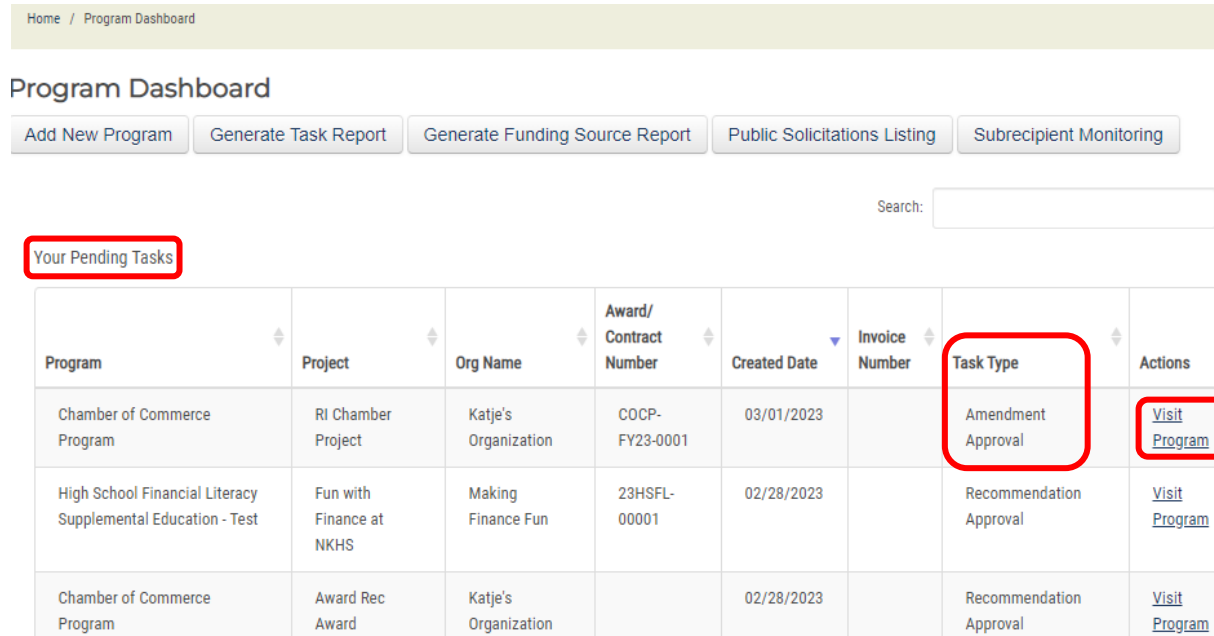 Home / Program Dashboard
Program Dashboard
Add New Program Generate Task Report Generate Funding Source Report Public Solicitations Listing Subrecipient Monitoring
Search:
Your Pending Tasks
Program Project Org Name Award/ Contract Number Created Date Invoice Number Task Type Actions
Chamber of Commerce RI Chamber Katje's COCP- 03/01/2023 Amendment Visit
Program Project Organization FY23-0001 Approval Program
High School Financial Literacy Fun with Making 23HSFL- 02/28/2023 Recommendation Visit
Supplemental Education - Test Finance at Finance Fun 00001 Approval Program
NKHS
Chamber of Commerce Award Rec Katje's 02/28/2023 Recommendation Visit
Program Award Organization Approval Program